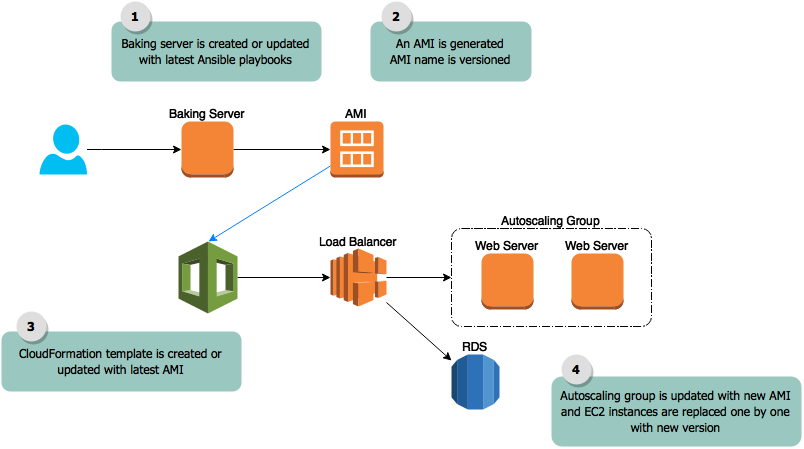 1
Baking server is created or updated
with latest Ansible playbooks
2
An AMI is generated
AMI name is versioned
Baking Server
AMI
Autoscaling Group
Load Balancer
Web Server
Web Server
3
CloudFormation template is created or
updated with latest AMI
RDS
4
Autoscaling group is updated with new AMI
and EC2 instances are replaced one by one
with new version